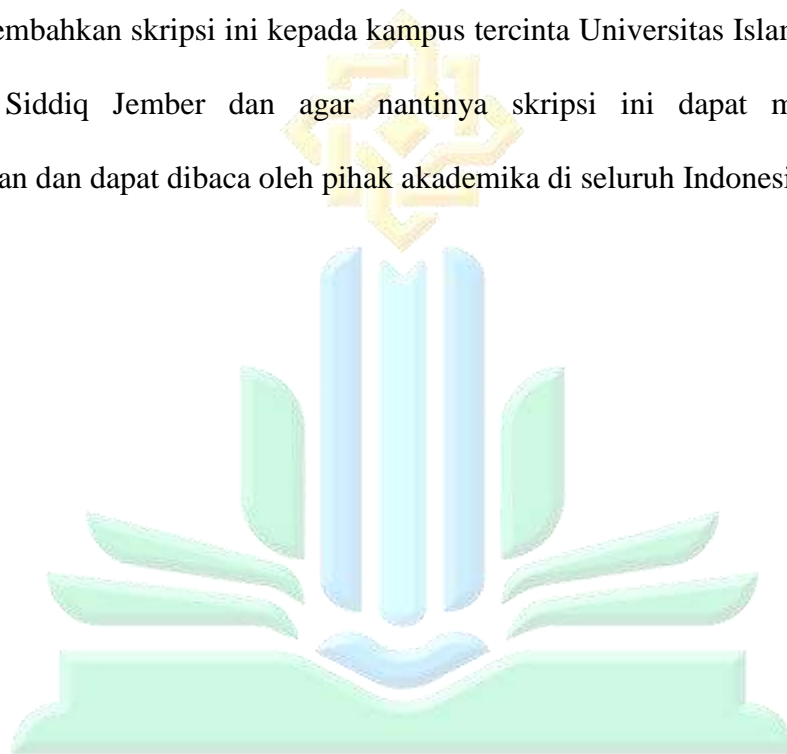 embahkan skripsi ini kepada kampus tercinta Universitas Islam
Siddiq Jember dan agar nantinya skripsi ini dapat m
an dan dapat dibaca oleh pihak akademika di seluruh Indonesi